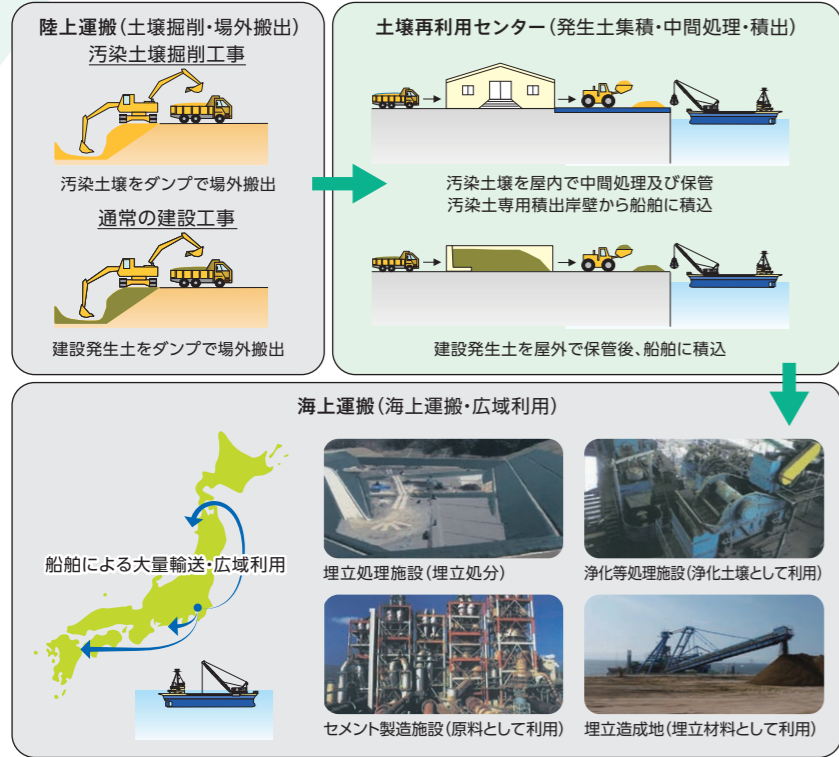 陸上運搬(土壌掘削・場外搬出)
汚染土壌掘削工事
汚染土壌をダンプで場外搬出
通常の建設工事
建設発生土をダンプで場外搬出
土壌再利用センター(発生土集積・中間処理・積出)
汚染土壌を屋内で中間処理及び保管
汚染土専用積出岸壁から船舶に積込
建設発生土を屋外で保管後、船舶に積込
海上運搬(海上運搬・広域利用)
船舶による大量輸送・広域利用
埋立処理施設(埋立処分)
浄化等処理施設(浄化土壌として利用)
セメント製造施設(原料として利用)
埋立造成地(埋立材料として利用)